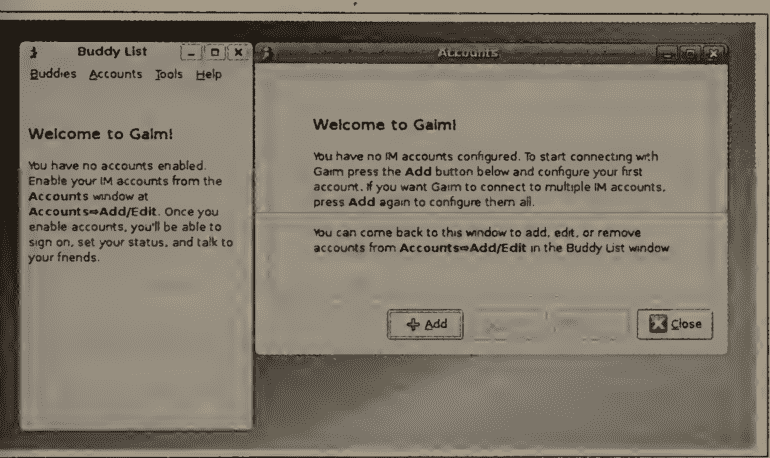 Buddy List
Buddies Accounts Tools Help
Welcome to Gaim!
You have no accounts enabled.
Enable your IM accounts from the
Accounts window at
Accounts⇨Add/Edit. Once you
enable accounts, you'll be able to
sign on, set your status, and talk to
your friends.
Accounts
Welcome to Gaim!
You have no IM accounts configured. To start connecting with
Gaim press the Add button below and configure your first
account. If you want Gaim to connect to multiple IM accounts,
press Add again to configure them all.
You can come back to this window to add, edit, or remove
accounts from Accounts⇨Add/Edit in the Buddy List window
Add
Close